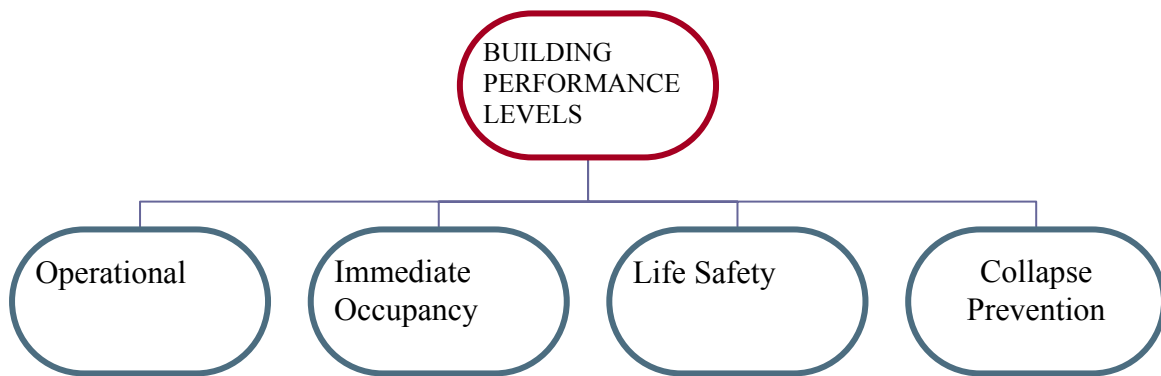 BUILDING
PERFORMANCE
LEVELS
Operational
Immediate
Occupancy
Life Safety
Collapse
Prevention